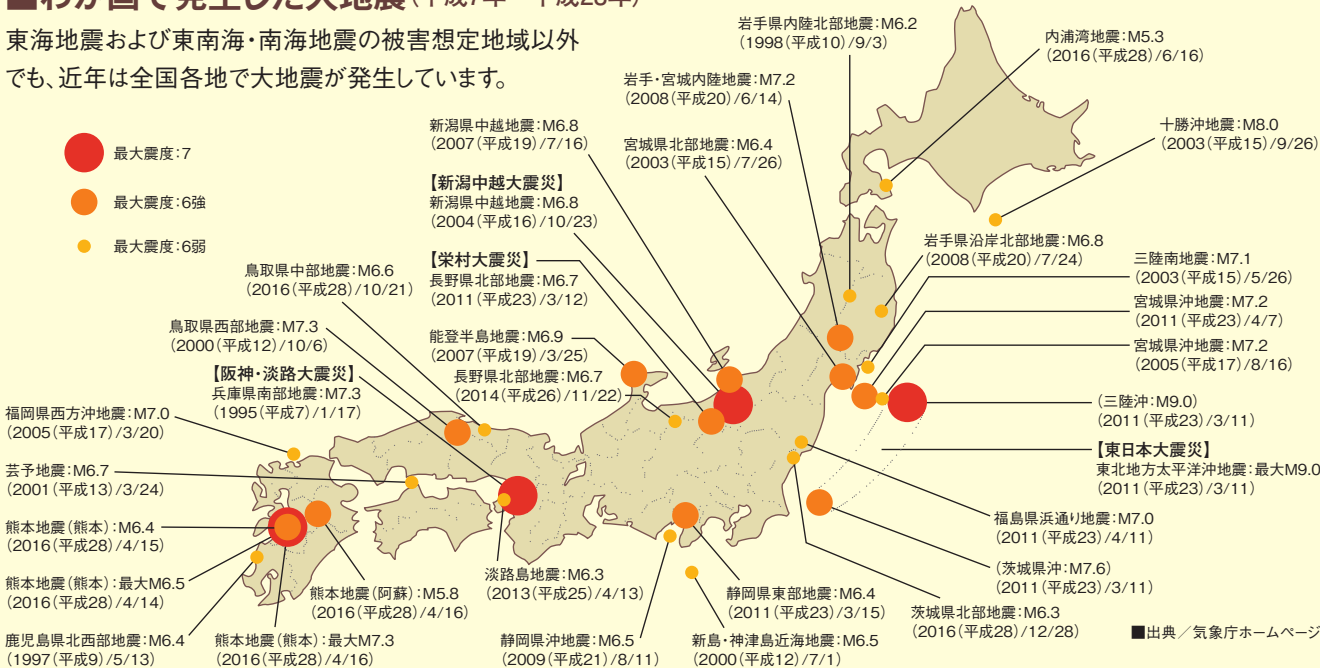 ■わが国で発生した大地震(平成7年〜平成28年)
東海地震および東南海・南海地震の被害想定地域以外
でも、近年は全国各地で大地震が発生しています。
最大震度:7
最大震度:6強
最大震度:6弱
岩手県内陸北部地震:M6.2
(1998(平成10)/9/3)
内浦湾地震:M5.3
(2016(平成28)/6/16)
岩手・宮城内陸地震:M7.2
(2008(平成20)/6/14)
新潟県中越地震:M6.8
(2007(平成19)/7/16)
宮城県北部地震:M6.4
(2003(平成15)/7/26)
十勝沖地震:M8.0
(2003(平成15)/9/26)
【新潟中越大震災】
新潟県中越地震:M6.8
(2004(平成16)/10/23)
岩手県沿岸北部地震:M6.8
(2008(平成20)/7/24)
【栄村大震災】
長野県北部地震:M6.7
(2011(平成23)/3/12)
三陸南地震:M7.1
(2003(平成15)/5/26)
鳥取県中部地震:M6.6
(2016(平成28)/10/21)
宮城県沖地震:M7.2
(2011(平成23)/4/7)
鳥取県西部地震:M7.3
(2000(平成12)/10/6)
能登半島地震:M6.9
(2007(平成19)/3/25)
宮城県沖地震:M7.2
(2005(平成17)/8/16)
【阪神・淡路大震災】
兵庫県南部地震:M7.3
(1995(平成7)/1/17)
長野県北部地震:M6.7
(2014(平成26)/11/22)
福岡県西方沖地震:M7.0
(2005(平成17)/3/20)
(三陸沖:M9.0)
(2011(平成23)/3/11)
【東日本大震災】
東北地方太平洋沖地震:最大M9.0
(2011(平成23)/3/11)
芸予地震:M6.7
(2001(平成13)/3/24)
熊本地震(熊本):M6.4
(2016(平成28)/4/15)
福島県浜通り地震:M7.0
(2011(平成23)/4/11)
熊本地震(熊本):最大M6.5
(2016(平成28)/4/14)
熊本地震(阿蘇):M5.8
(2016(平成28)/4/16)
淡路島地震:M6.3
(2013(平成25)/4/13)
静岡県東部地震:M6.4
(2011(平成23)/3/15)
(茨城県沖:M7.6)
(2011(平成23)/3/11)
茨城県北部地震:M6.3
(2016(平成28)/12/28)
鹿児島県北西部地震:M6.4
(1997(平成9)/5/13)
熊本地震(熊本):最大M7.3
(2016(平成28)/4/16)
静岡県沖地震:M6.5
(2009(平成21)/8/11)
新島・神津島近海地震:M6.5
(2000(平成12)/7/1)
■出典/気象庁ホームページ